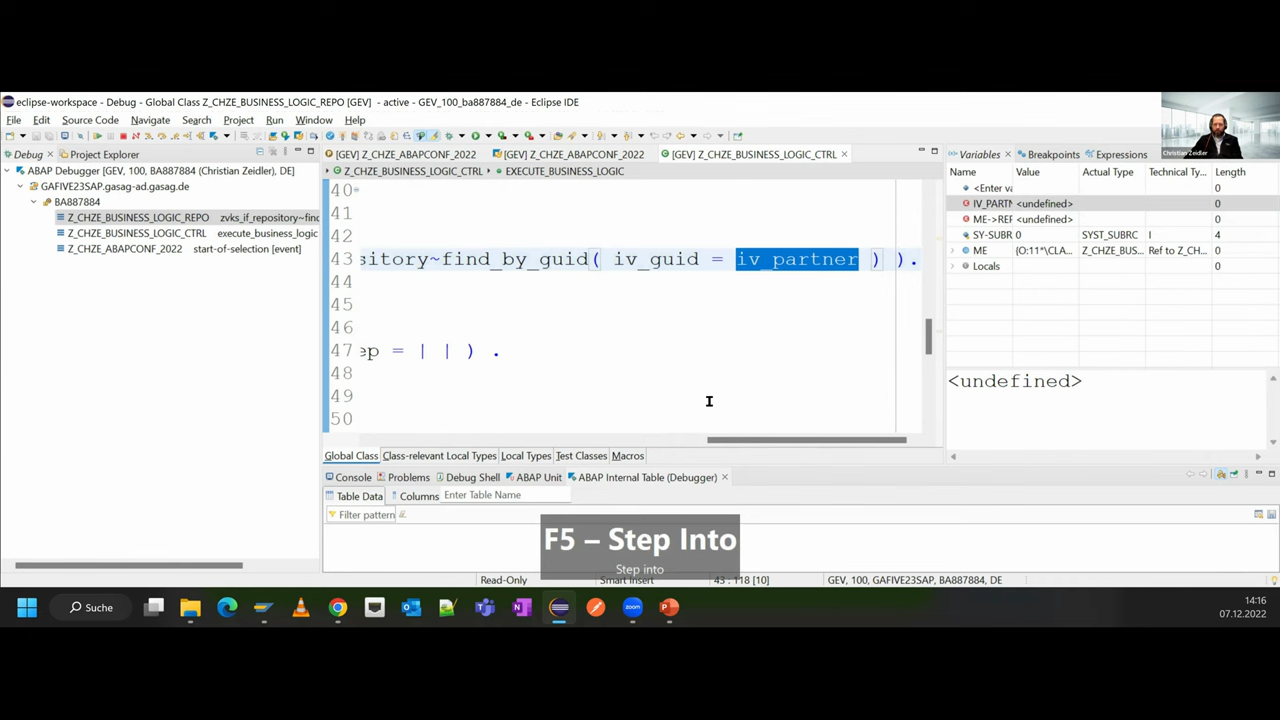 eclipse-workspace - Debug - Global Class Z_CHZE_BUSINESS_LOGIC_REPO [GEV] - active - GEV_100_ba887884_de - Eclipse IDE
File Edit Source Code Navigate Search Project Run Window Help
Christian Zeidler
Debug Project Explorer
ABAP Debugger [GEV, 100, BA887884 (Christian Zeidler), DE]
GAFIVE23SAP.gasag-ad.gasag.de
BA887884
Z_CHZE_BUSINESS_LOGIC_REPO zvks_if_repository~find
Z_CHZE_BUSINESS_LOGIC_CTRL execute_business_logic
Z_CHZE_ABAPCONF_2022 start-of-selection [event]
[GEV] Z_CHZE_ABAPCONF_2022 [GEV] Z_CHZE_ABAPCONF_2022 [GEV] Z_CHZE_BUSINESS_LOGIC_CTRL
Z_CHZE_BUSINESS_LOGIC_CTRL EXECUTE_BUSINESS_LOGIC
40
41
42
43 sitory~find_by_guid( iv_guid = iv_partner ) ).
44
45
46
47 ep = | | ) .
48
49
50
Global Class Class-relevant Local Types Local Types Test Classes Macros
Variables Breakpoints Expressions
Name Value Actual Type Technical Ty... Length
<Enter va 0
IV_PARTN <undefined> 0
ME->REF <undefined> 0
SY-SUBRC 0 SYST_SUBRC I 4
ME {O:11*\CLA... Z_CHZE_BUS... Ref to Z_CH... 0
Locals 0
<undefined>
Console Problems Debug Shell ABAP Unit ABAP Internal Table (Debugger)
Table Data Columns Enter Table Name
Filter pattern
F5 – Step Into
Step into
Read-Only Smart Insert 43 : 118 [10] GEV, 100, GAFIVE23SAP, BA887884, DE
Suche
14:16
07.12.2022